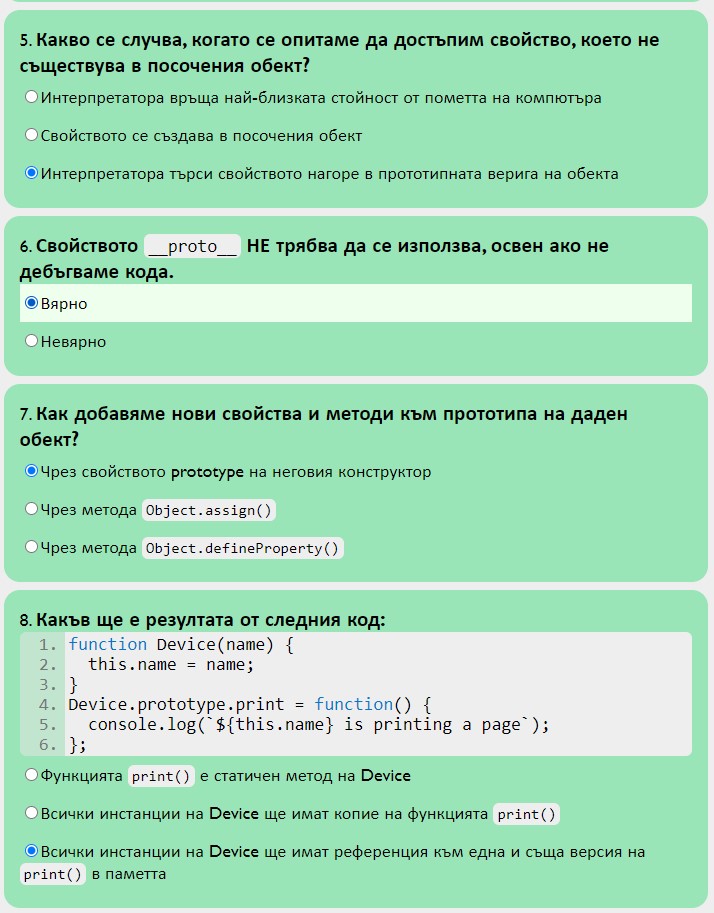 5. Какво се случва, когато се опитаме да достъпим свойство, което не
съществува в посочения обект?
Интерпретатора връща най-близката стойност от пометта на компютъра
Свойството се създава в посочения обект
Интерпретатора търси свойството нагоре в прототипната верига на обекта
6. Свойството __proto__ НЕ трябва да се използва, освен ако не
дебъгваме кода.
Вярно
Невярно
7. Как добавяме нови свойства и методи към прототипа на даден
обект?
Чрез свойството prototype на неговия конструктор
Чрез метода Object.assign()
Чрез метода Object.defineProperty()
8. Какъв ще е резултата от следния код:
1. function Device(name) {
2. this.name = name;
3. }
4. Device.prototype.print = function() {
5. console.log(`${this.name} is printing a page`);
6. };
Функцията print() е статичен метод на Device
Всички инстанции на Device ще имат копие на функцията print()
Всички инстанции на Device ще имат референция към една и съща версия на
print() в паметта